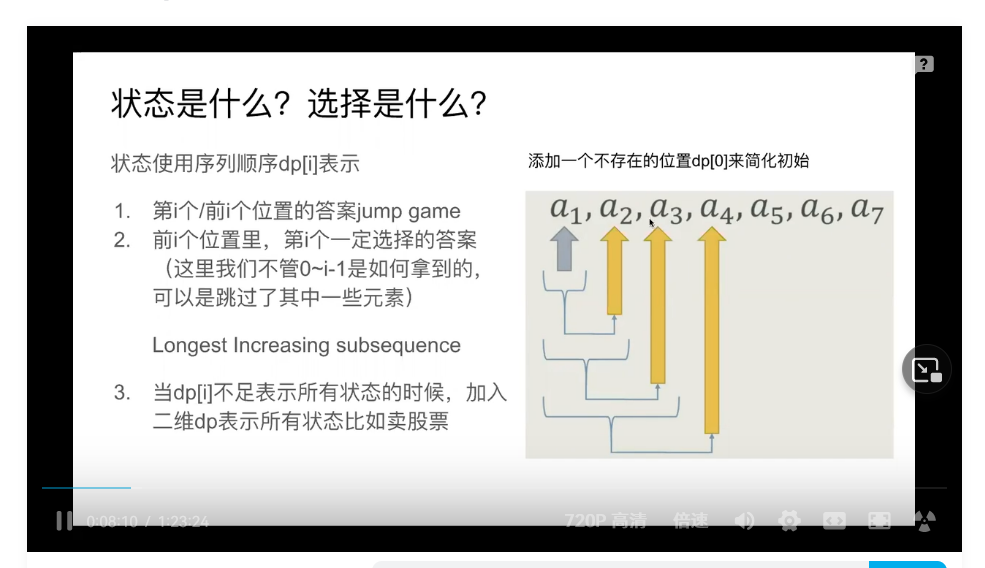 状态是什么？选择是什么？
状态使用序列顺序dp[i]表示
1. 第i个/前i个位置的答案jump game
2. 前i个位置里，第i个一定选择的答案
（这里我们不管0~i-1是如何拿到的，
可以是跳过了其中一些元素）
Longest Increasing subsequence
3. 当dp[i]不足表示所有状态的时候，加入
二维dp表示所有状态比如卖股票
添加一个不存在的位置dp[0]来简化初始
a₁, a₂, a₃, a₄, a₅, a₆, a₇
?
0:08:10 / 1:23:24
720P 高清
倍速